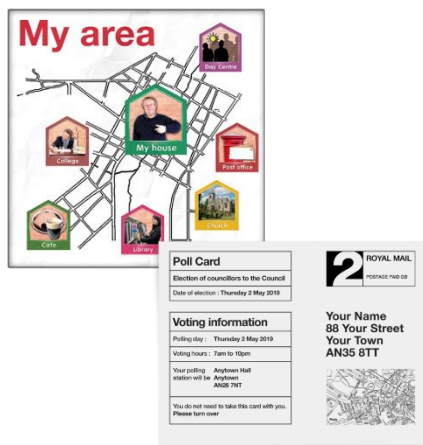 My area
Day Centre
My house
College
Post office
Church
Cafe
Library
Poll Card
Election of councillors to the Council
Date of election : Thursday 2 May 2019
2
ROYAL MAIL
POSTAGE PAID GB
Voting information
Polling day : Thursday 2 May 2019
Voting hours : 7am to 10pm
Your polling Anytown Hall
station will be Anytown
AN26 7NT
You do not need to take this card with you.
Please turn over
Your Name
88 Your Street
Your Town
AN35 8TT